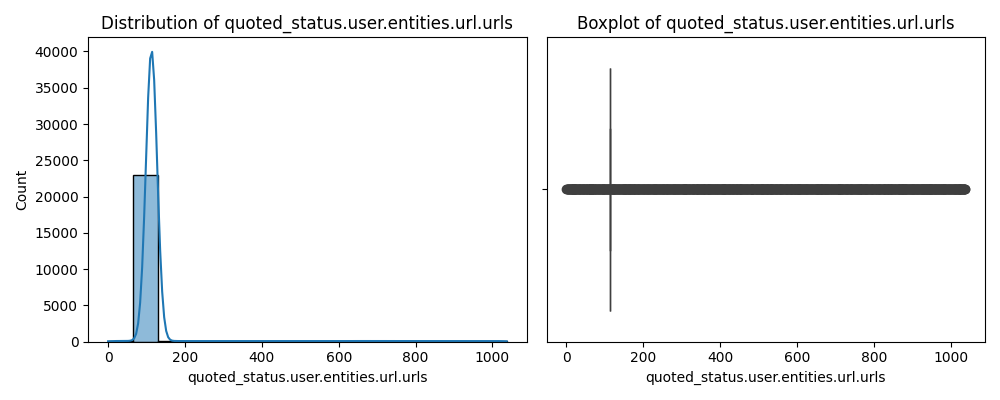 Distribution of quoted_status.user.entities.url.urls
Count
40000
35000
30000
25000
20000
15000
10000
5000
0
0 200 400 600 800 1000
quoted_status.user.entities.url.urls
Boxplot of quoted_status.user.entities.url.urls
0 200 400 600 800 1000
quoted_status.user.entities.url.urls